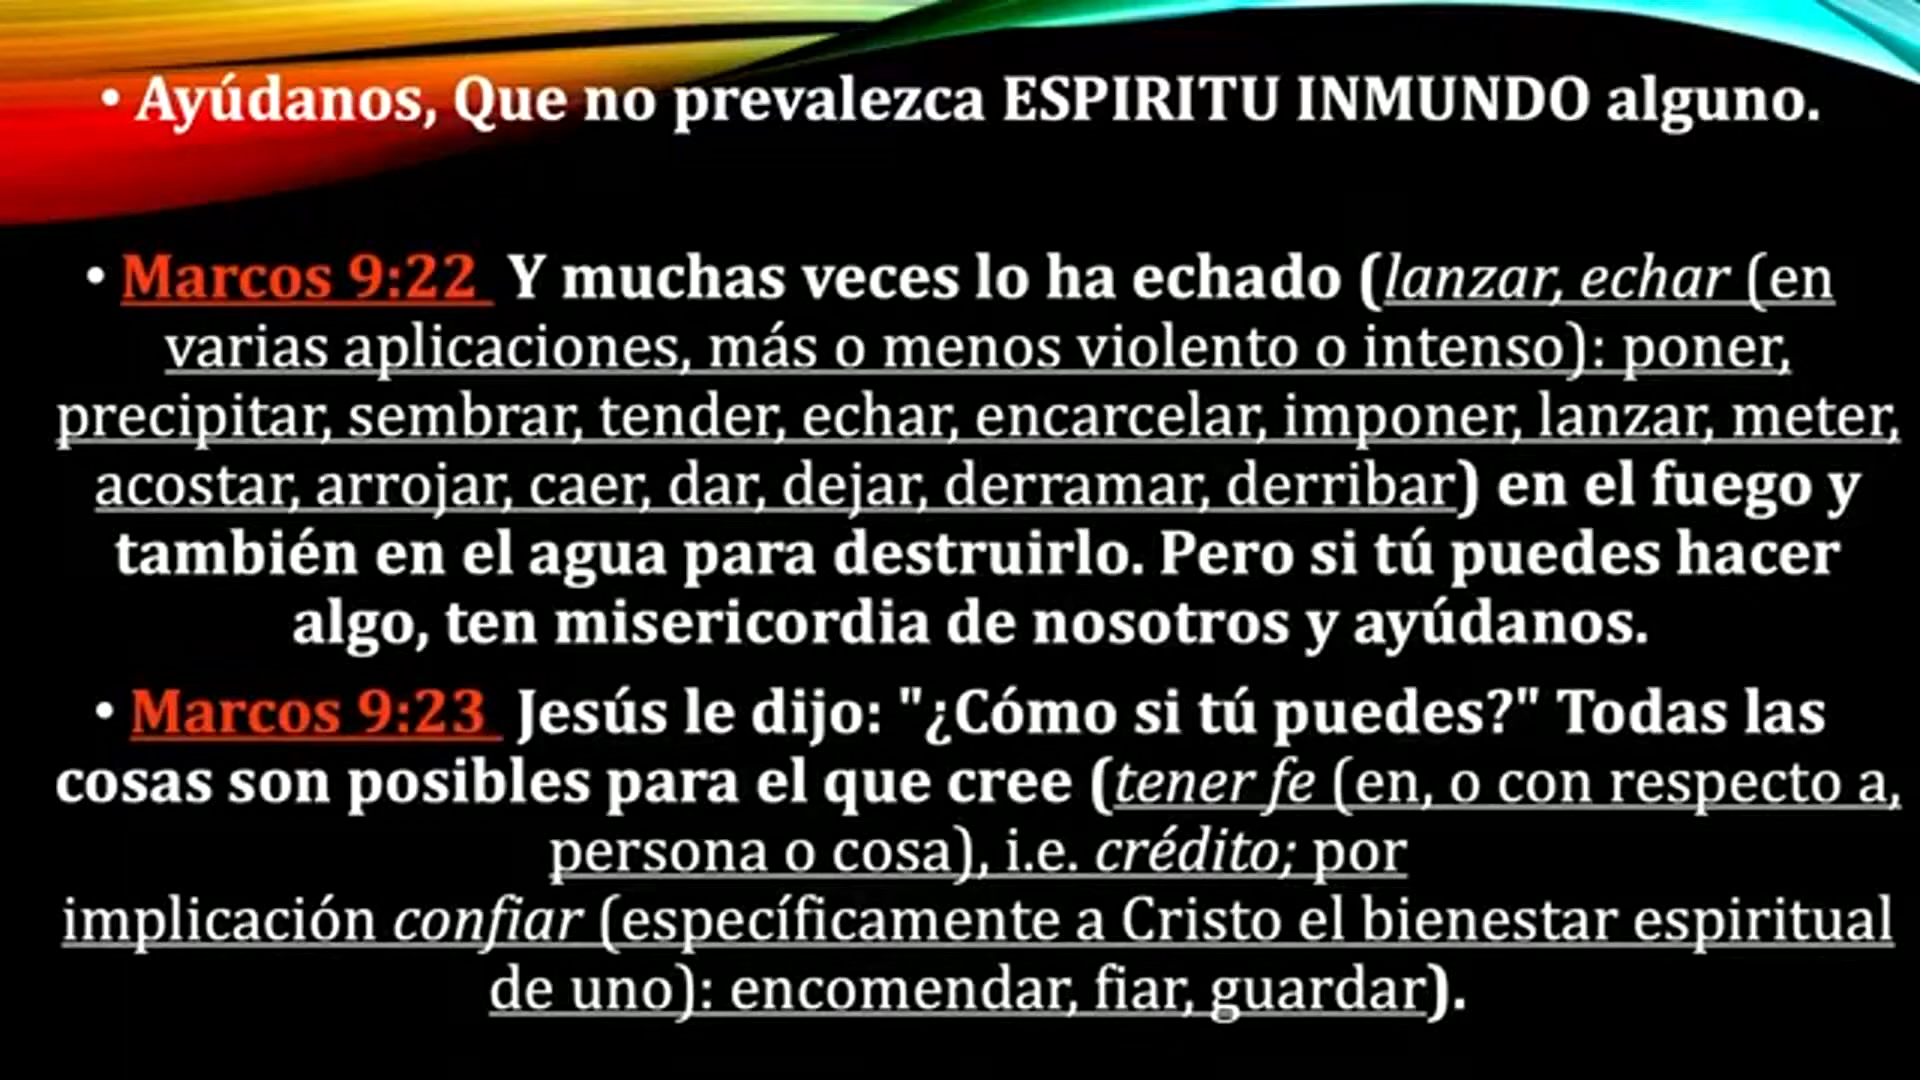 • Ayúdanos, Que no prevalezca ESPIRITU INMUNDO alguno.
• Marcos 9:22 Y muchas veces lo ha echado (lanzar, echar (en
varias aplicaciones, más o menos violento o intenso): poner,
precipitar, sembrar, tender, echar, encarcelar, imponer, lanzar, meter,
acostar, arrojar, caer, dar, dejar, derramar, derribar) en el fuego y
también en el agua para destruirlo. Pero si tú puedes hacer
algo, ten misericordia de nosotros y ayúdanos.
• Marcos 9:23 Jesús le dijo: "¿Cómo si tú puedes?" Todas las
cosas son posibles para el que cree (tener fe (en, o con respecto a,
persona o cosa), i.e. crédito; por
implicación confiar (específicamente a Cristo el bienestar espiritual
de uno): encomendar, fiar, guardar).